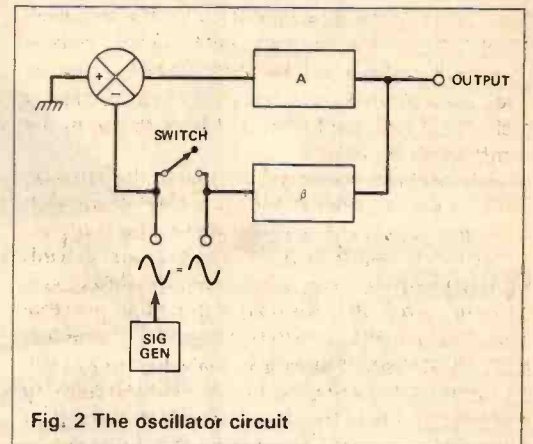 +
−
A
OUTPUT
SWITCH
β
=
SIG
GEN
Fig. 2 The oscillator circuit